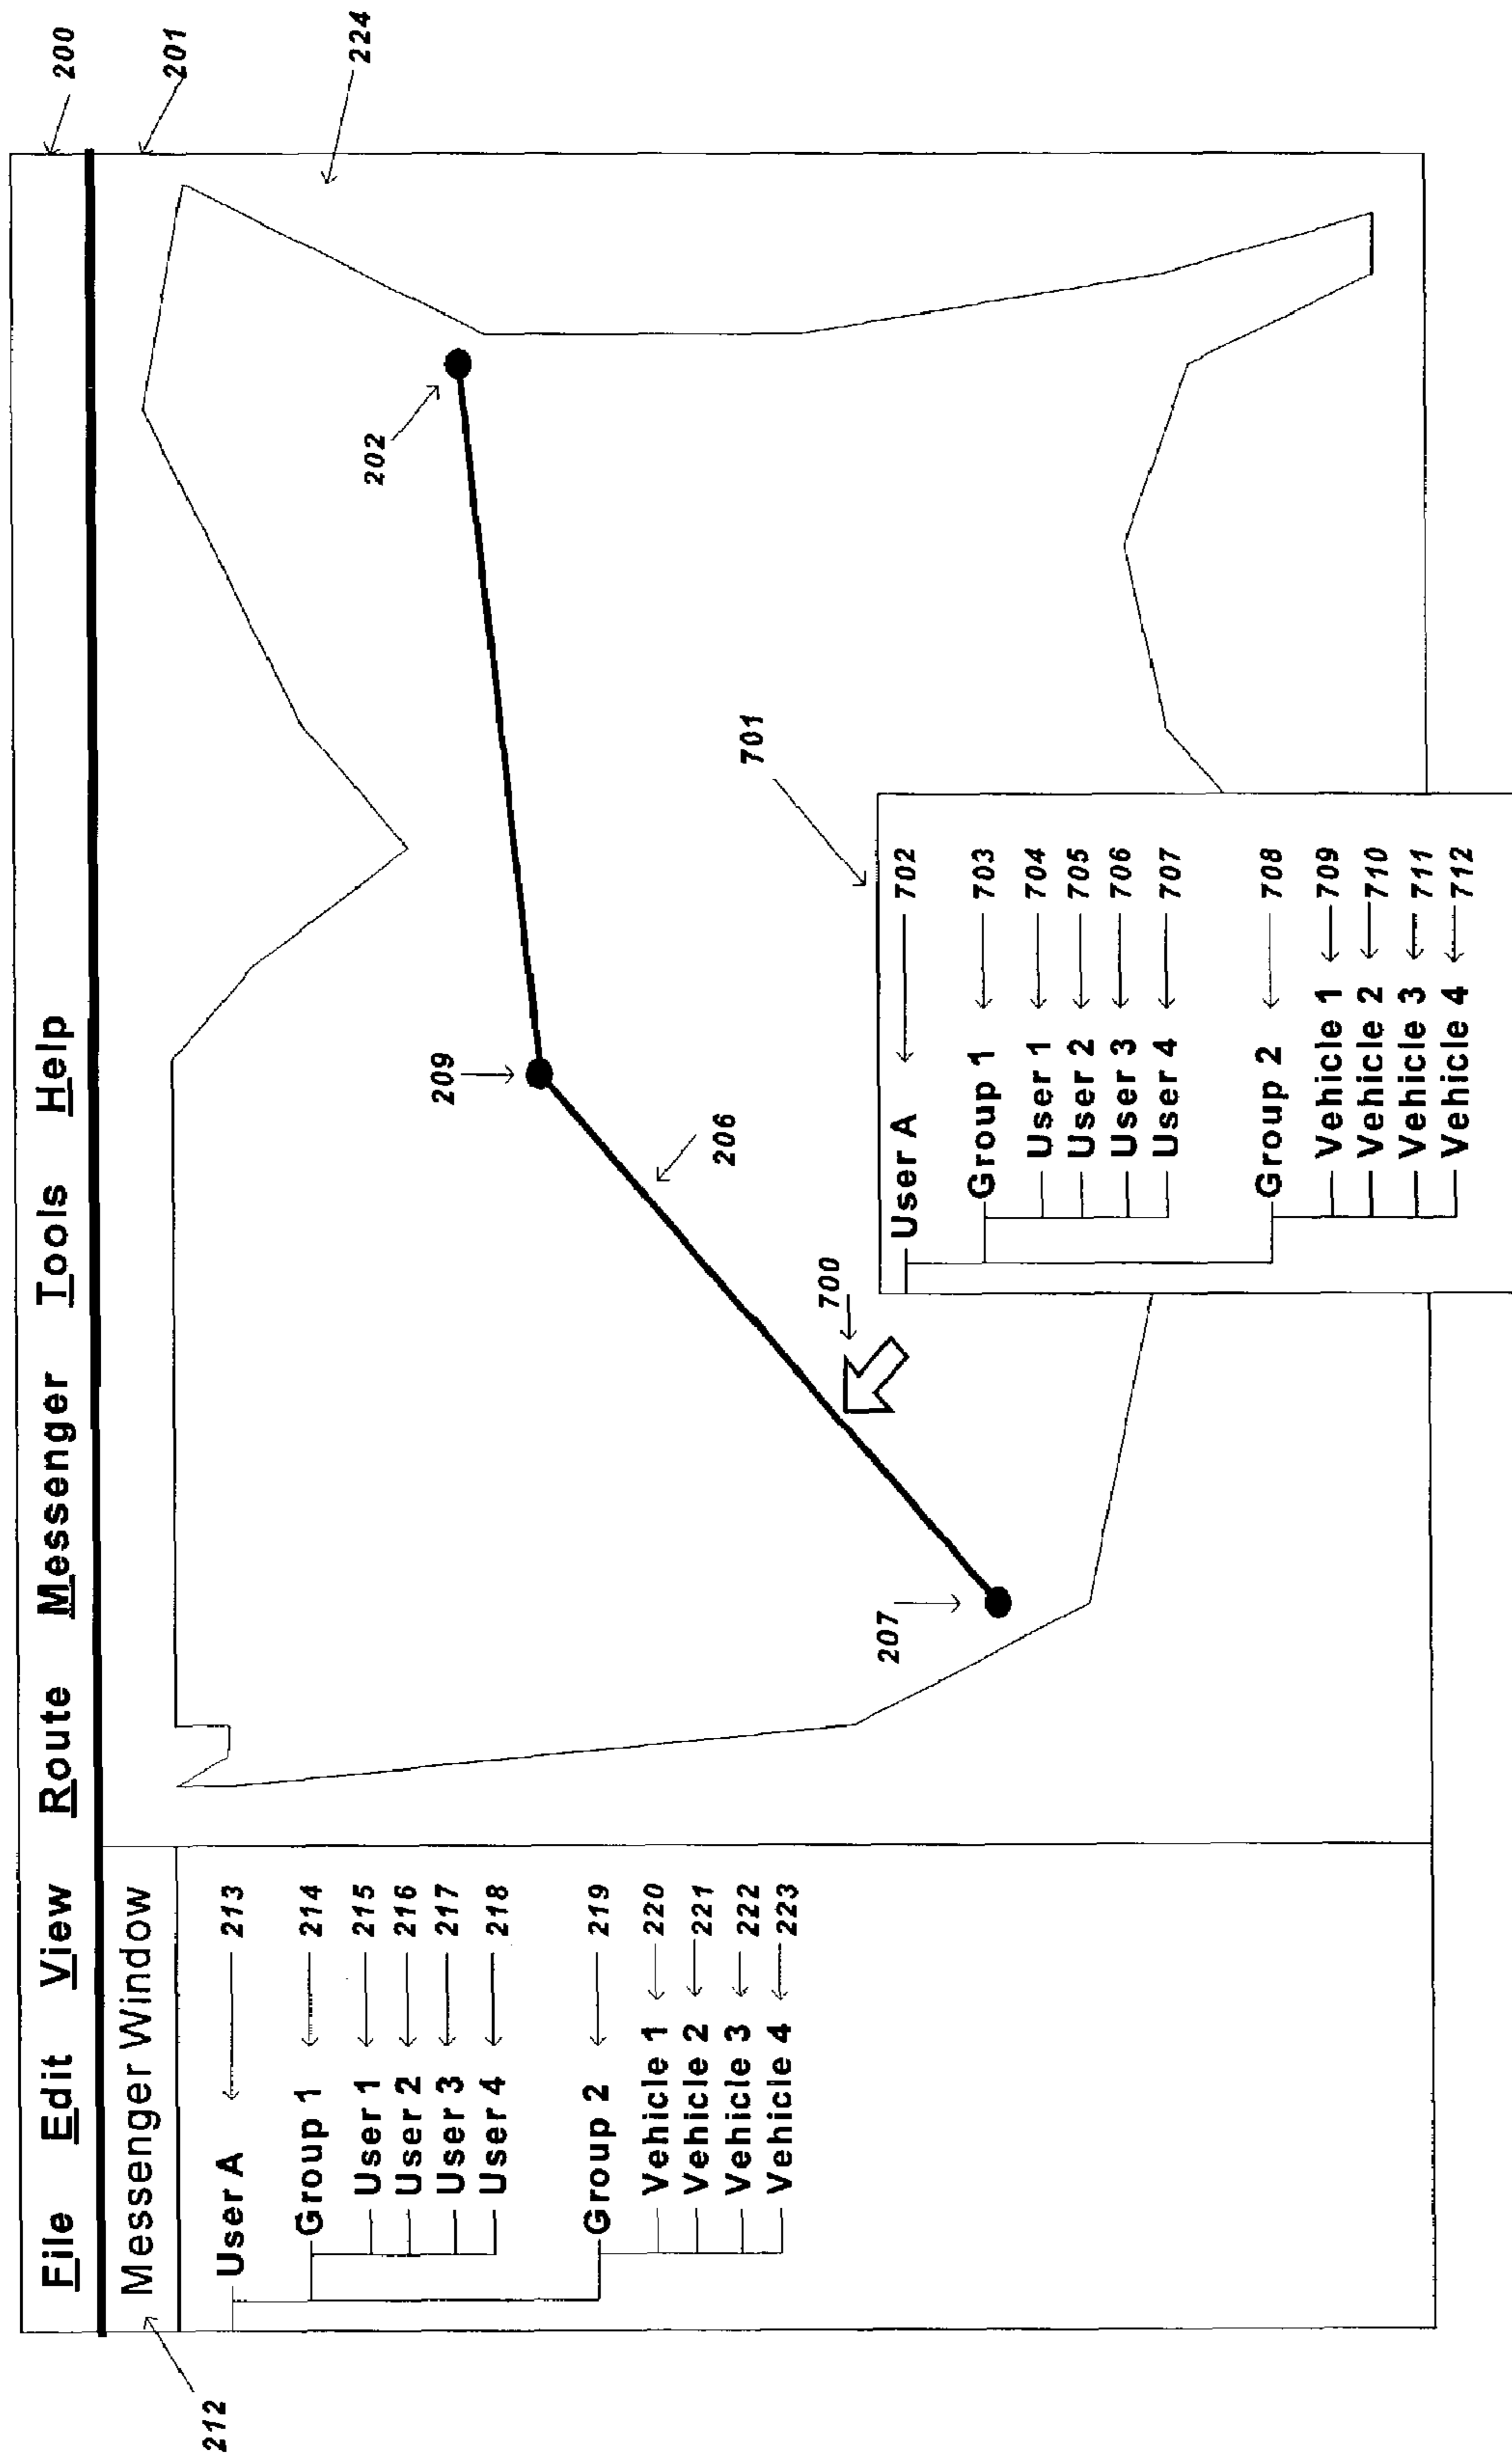 File Edit View Route Messenger Tools Help
200
201
224
212
Messenger Window
User A 213
Group 1 214
User 1 215
User 2 216
User 3 217
User 4 218
Group 2 219
Vehicle 1 220
Vehicle 2 221
Vehicle 3 222
Vehicle 4 223
202
209
206
207
700
701
User A 702
Group 1 703
User 1 704
User 2 705
User 3 706
User 4 707
Group 2 708
Vehicle 1 709
Vehicle 2 710
Vehicle 3 711
Vehicle 4 712